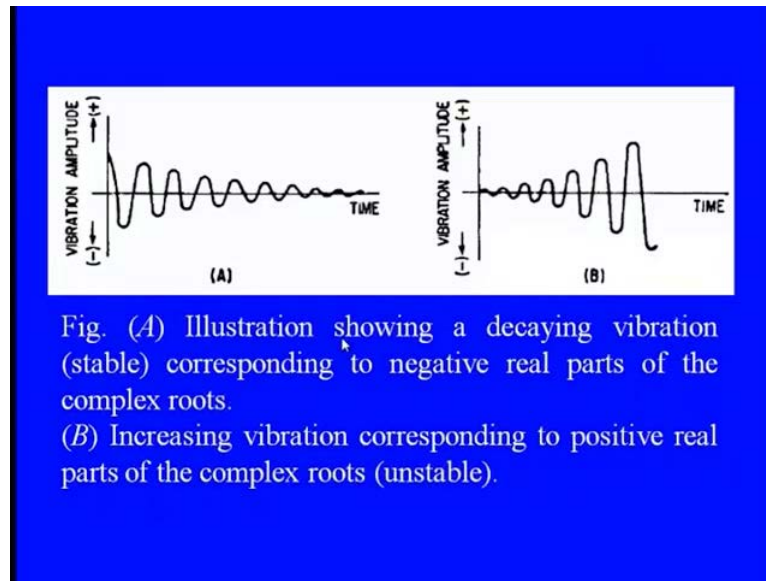 VIBRATION AMPLITUDE
(-) (+)
TIME
(A)
VIBRATION AMPLITUDE
(-) (+)
TIME
(B)
Fig. (A) Illustration showing a decaying vibration
(stable) corresponding to negative real parts of the
complex roots.
(B) Increasing vibration corresponding to positive real
parts of the complex roots (unstable).